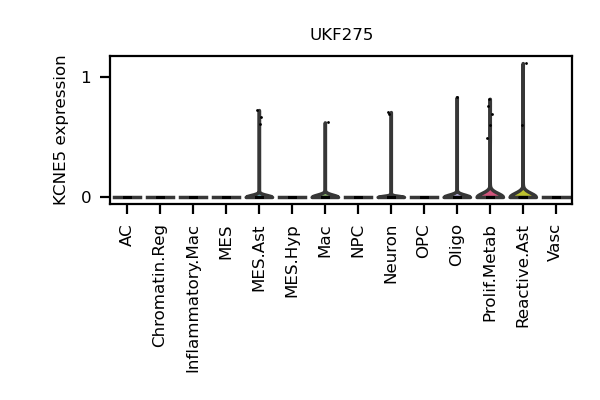 UKF275
KCNE5 expression
1
0
AC
Chromatin.Reg
Inflammatory.Mac
MES
MES.Ast
MES.Hyp
Mac
NPC
Neuron
OPC
Oligo
Prolif.Metab
Reactive.Ast
Vasc